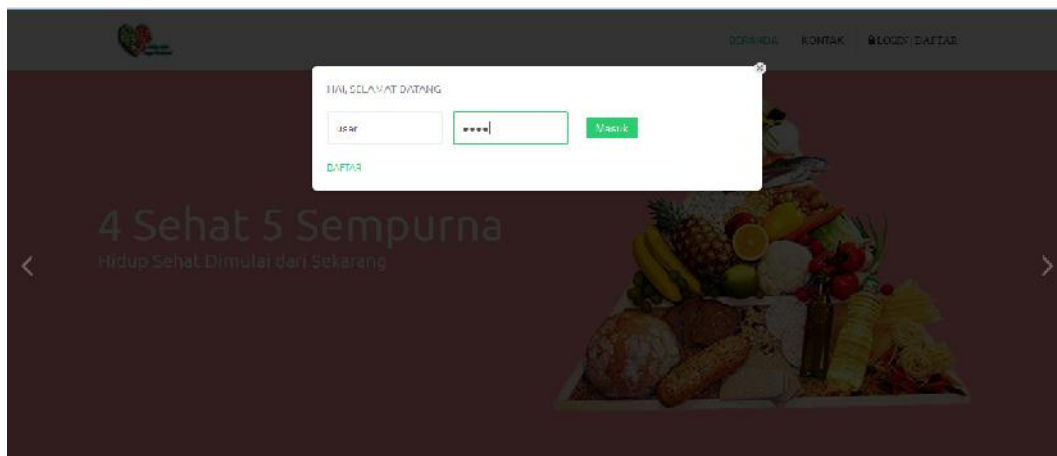 BERANDA KONTAK LOGIN | DAFTAR
HAI, SELAMAT DATANG
user
Masuk
DAFTAR
4 Sehat 5 Sempurna
Hidup Sehat Dimulai dari Sekarang